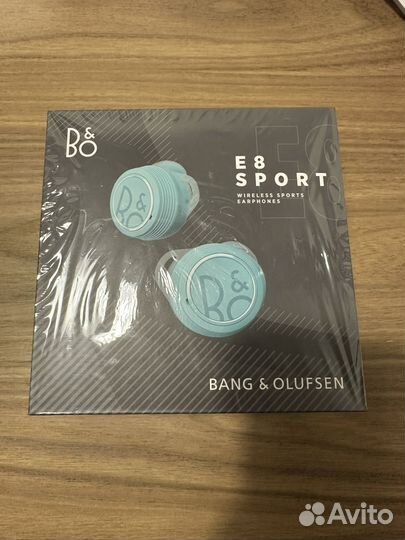 B&O
E8
SPORT
WIRELESS SPORTS
EARPHONES
B&O
B&O
BANG & OLUFSEN
Avito